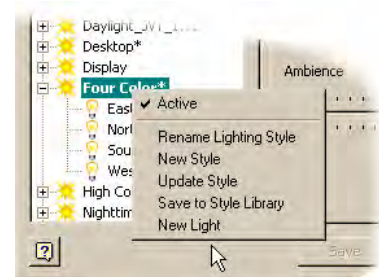 Desktop*
Display
Ambience
Four Color*
Active
Rename Lighting Style
New Style
Update Style
Save to Style Library
New Light
High Co
Nighttim
Save